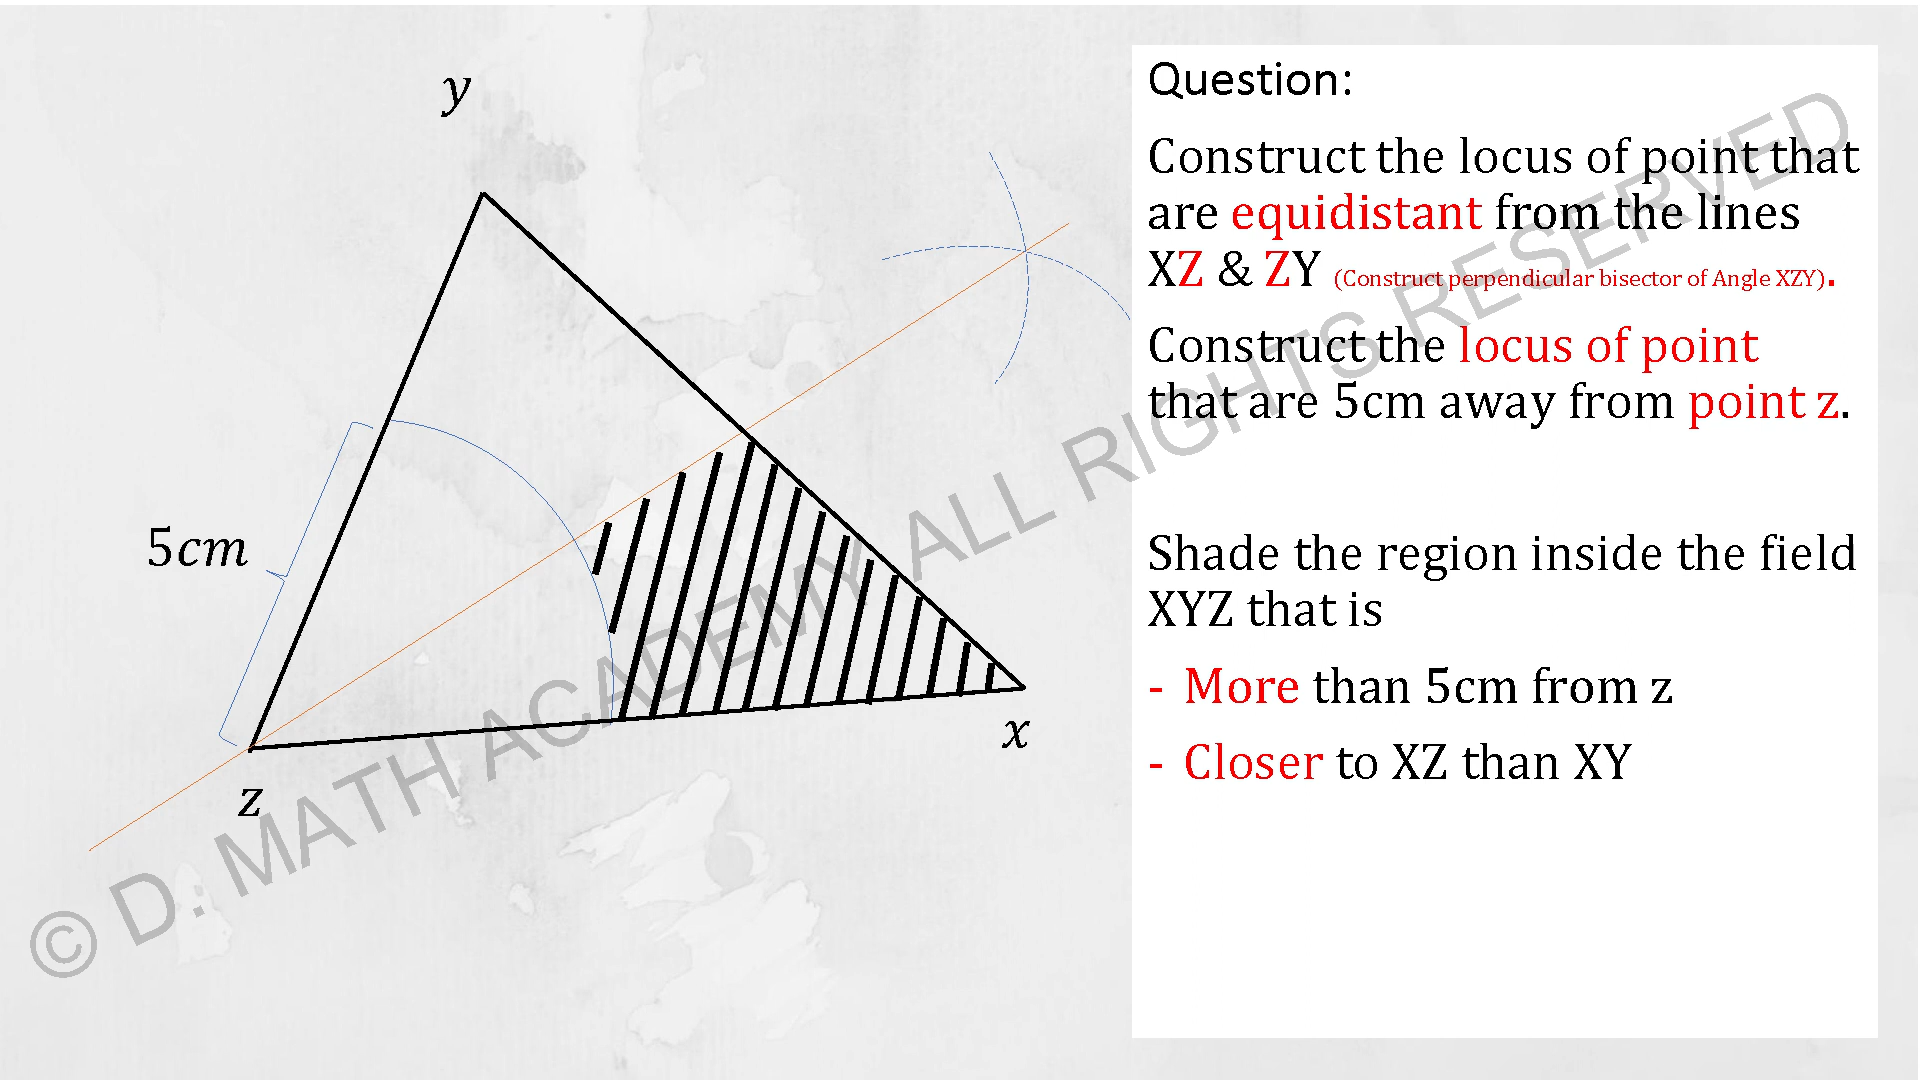 y
5cm
z
x
Question:
Construct the locus of point that
are equidistant from the lines
XZ & ZY (Construct perpendicular bisector of Angle XZY).
Construct the locus of point
that are 5cm away from point z.
Shade the region inside the field
XYZ that is
- More than 5cm from z
- Closer to XZ than XY
© D: MATH ACADEMY ALL RIGHTS RESERVED